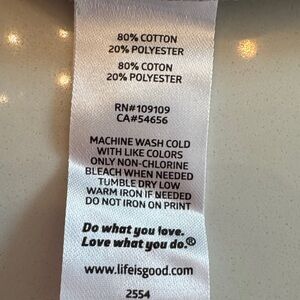 80% COTTON
20% POLYESTER
80% COTON
20% POLYESTER
RN#109109
CA#54656
MACHINE WASH COLD
WITH LIKE COLORS
ONLY NON-CHLORINE
BLEACH WHEN NEEDED
TUMBLE DRY LOW
WARM IRON IF NEEDED
DO NOT IRON ON PRINT
Do what you love.
Love what you do.®
www.lifeisgood.com
2554